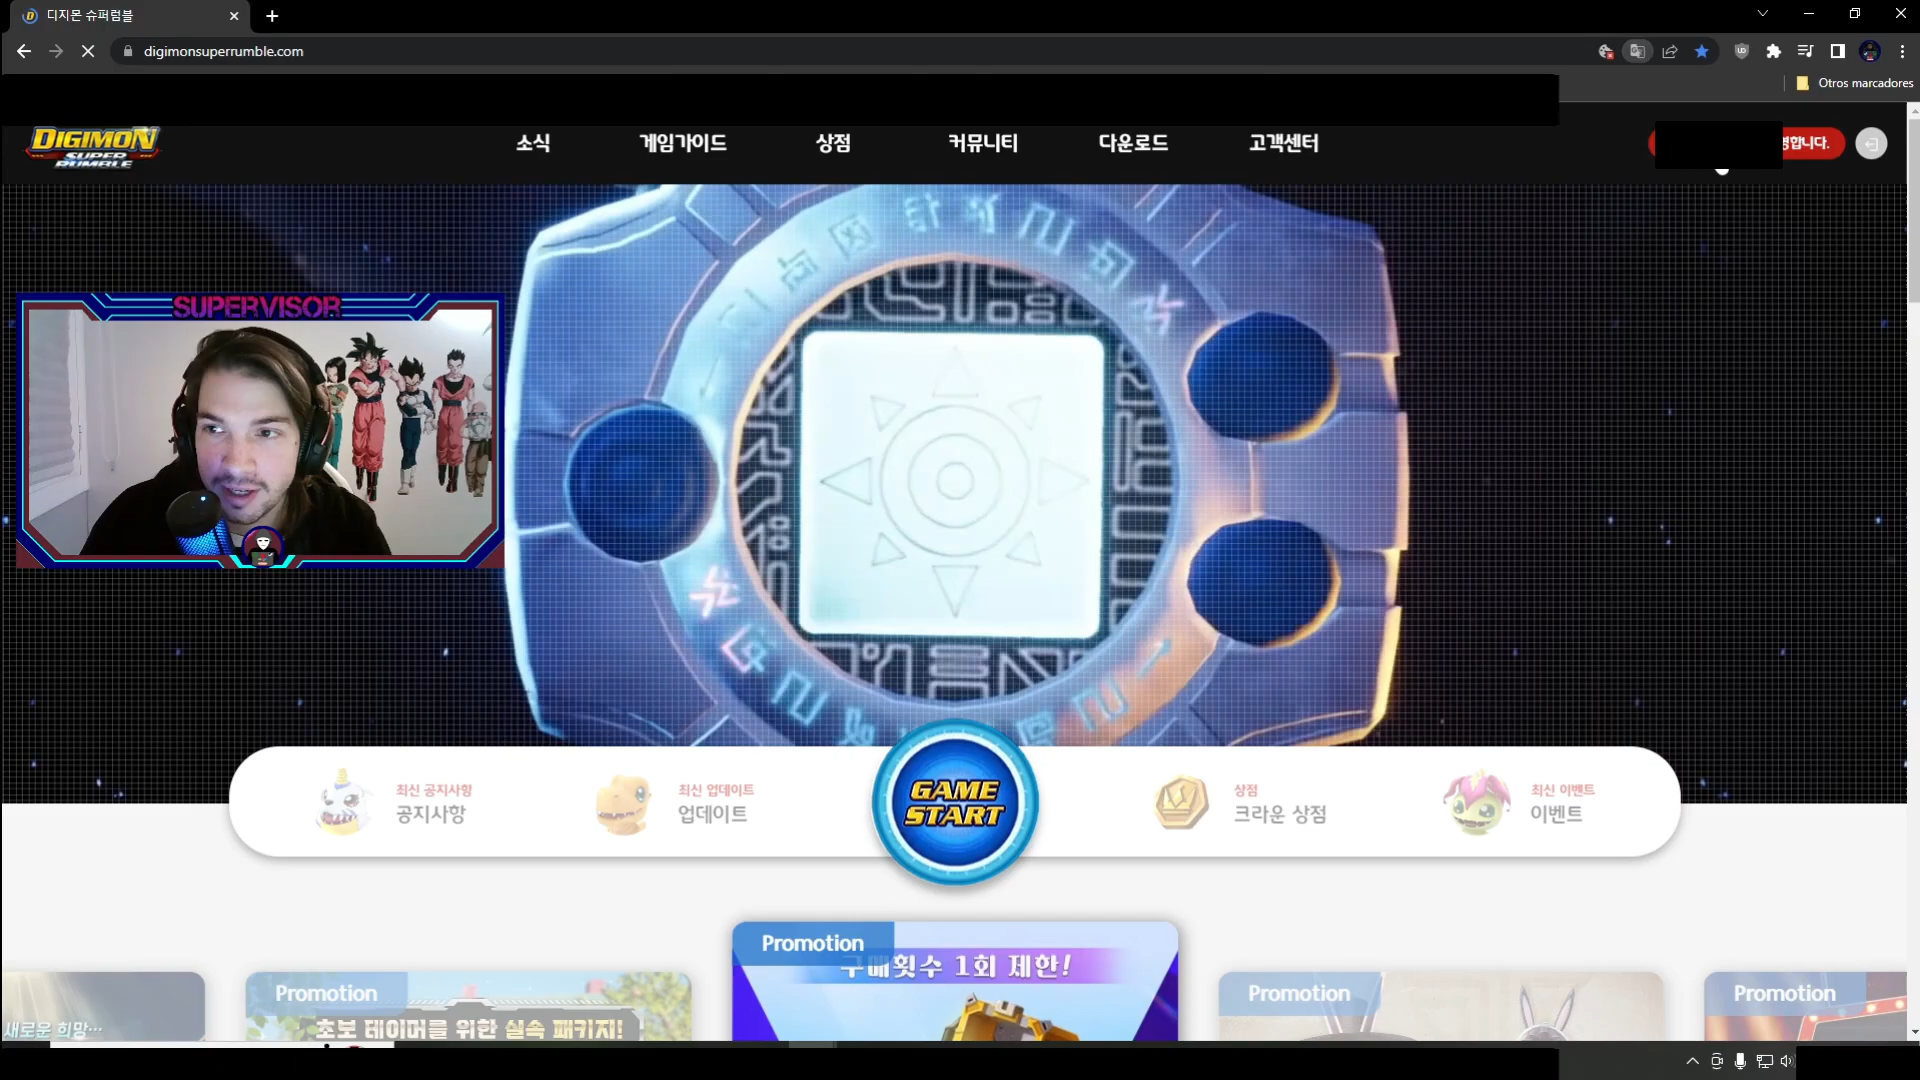 디지몬 슈퍼럼블
digimonsuperrumble.com
Otros marcadores
DIGIMON
SUPER
RUMBLE
소식
게임가이드
상점
커뮤니티
다운로드
고객센터
영합니다.
SUPERVISOR
최신 공지사항
공지사항
최신 업데이트
업데이트
GAME
START
상점
크라운 상점
최신 이벤트
이벤트
새로운 희망...
Promotion
초보 테이머를 위한 실속 패키지!
Promotion
구매횟수 1회 제한!
Promotion
Promotion